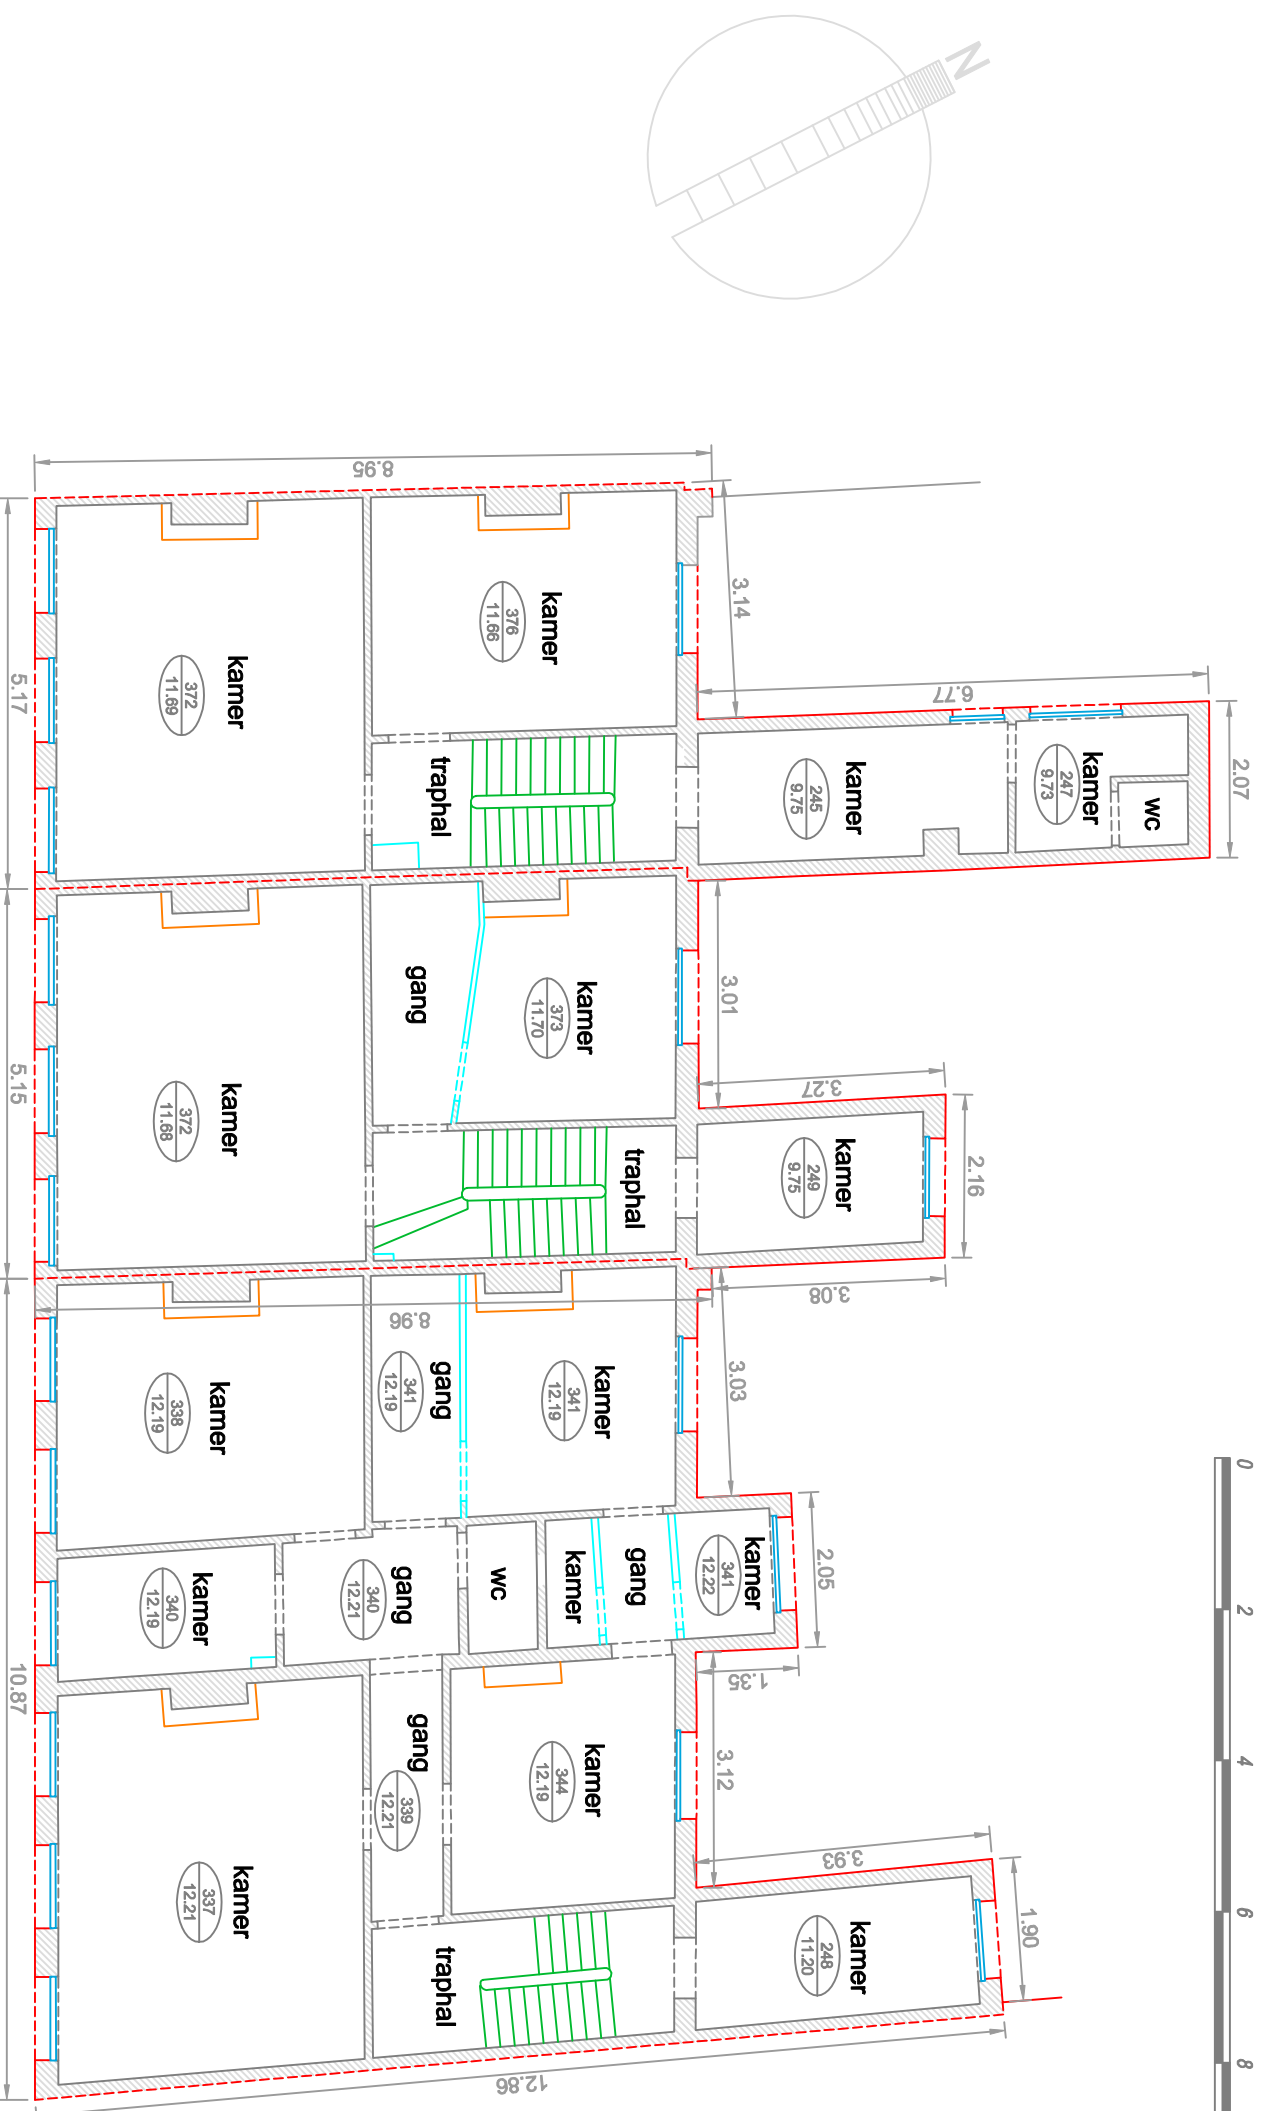 N
8.95
3.14
6.77
2.07
5.17
kamer
376
11.66
kamer
372
11.69
traphal
kamer
245
9.75
kamer
247
9.73
wc
3.01
3.27
2.16
3.08
5.15
kamer
373
11.70
gang
kamer
372
11.68
traphal
kamer
249
9.75
8.96
3.03
2.05
1.35
kamer
341
12.19
gang
341
12.19
kamer
338
12.19
kamer
341
12.22
gang
kamer
wc
gang
340
12.21
kamer
340
12.19
10.87
3.12
3.93
1.90
12.86
kamer
344
12.19
gang
339
12.21
kamer
337
12.21
traphal
kamer
248
11.20
0
2
4
6
8